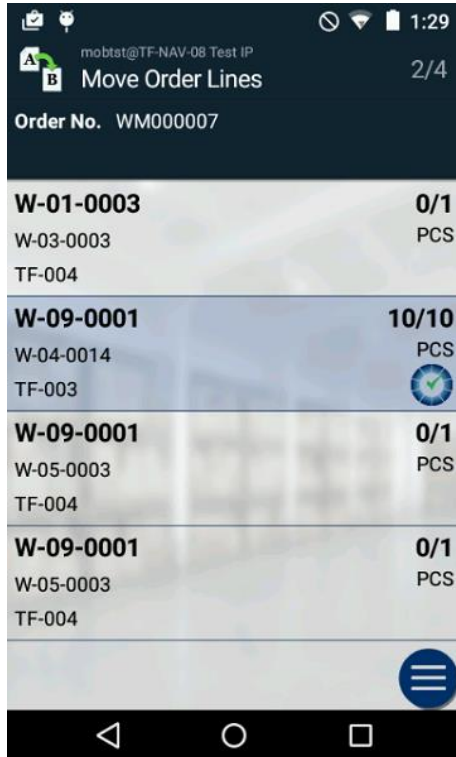 1:29
mobtst@TF-NAV-08 Test IP
A B Move Order Lines 2/4
Order No. WM000007
W-01-0003 0/1
W-03-0003 PCS
TF-004
W-09-0001 10/10
W-04-0014 PCS
TF-003
W-09-0001 0/1
W-05-0003 PCS
TF-004
W-09-0001 0/1
W-05-0003 PCS
TF-004